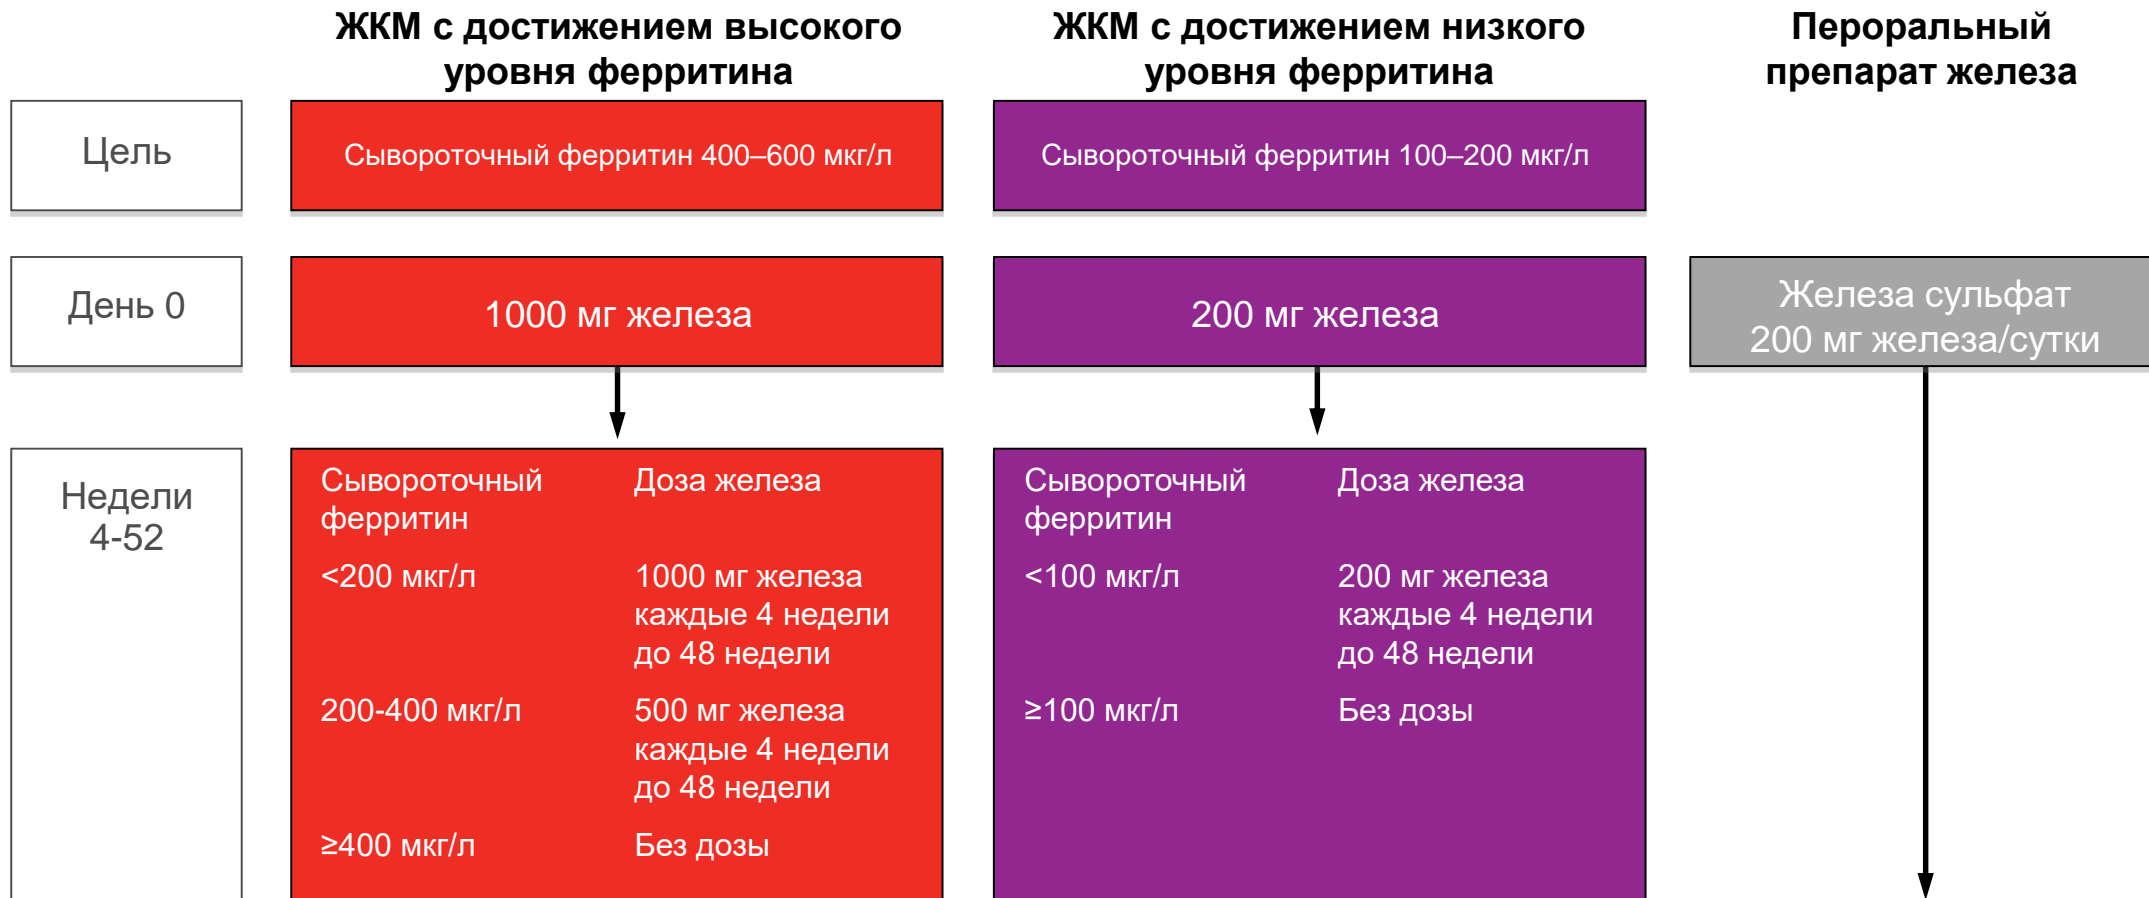 ЖКМ с достижением высокого
уровня ферритина
ЖКМ с достижением низкого
уровня ферритина
Пероральный
препарат железа
Цель
Сывороточный ферритин 400–600 мкг/л
Сывороточный ферритин 100–200 мкг/л
День 0
1000 мг железа
200 мг железа
Железа сульфат
200 мг железа/сутки
Недели
4-52
Сывороточный
ферритин
Доза железа
<200 мкг/л
1000 мг железа
каждые 4 недели
до 48 недели
200-400 мкг/л
500 мг железа
каждые 4 недели
до 48 недели
≥400 мкг/л
Без дозы
Сывороточный
ферритин
Доза железа
<100 мкг/л
200 мг железа
каждые 4 недели
до 48 недели
≥100 мкг/л
Без дозы